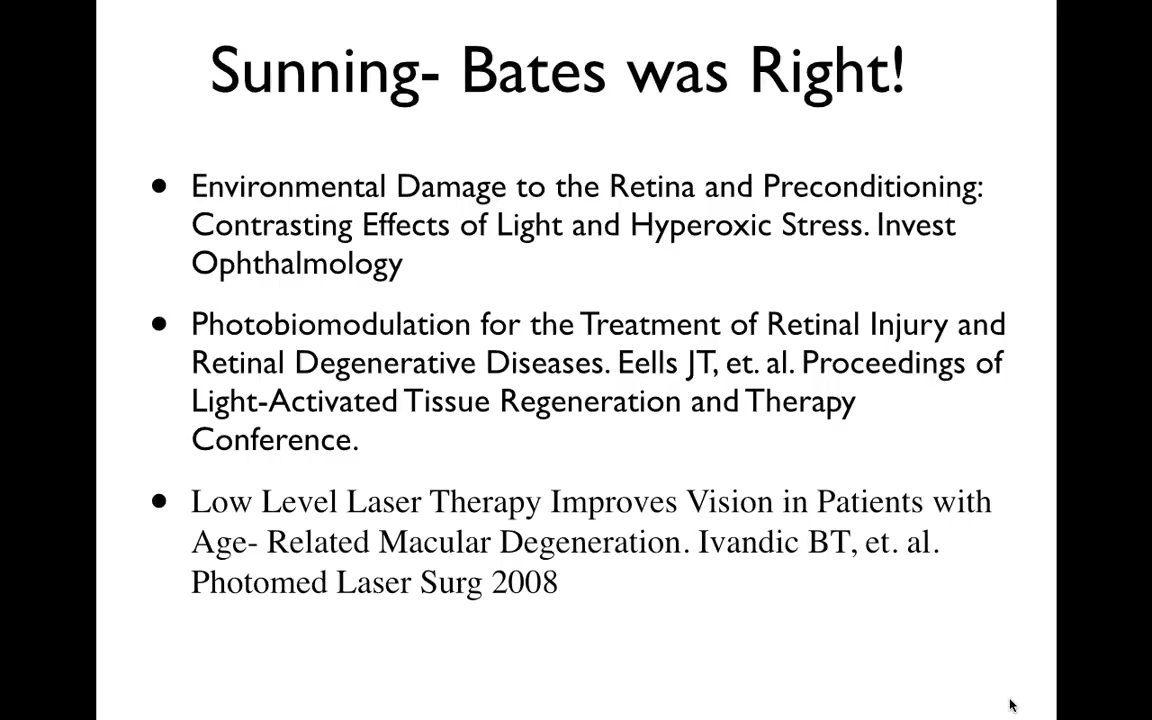 Sunning- Bates was Right!
• Environmental Damage to the Retina and Preconditioning:
Contrasting Effects of Light and Hyperoxic Stress. Invest
Ophthalmology
• Photobiomodulation for the Treatment of Retinal Injury and
Retinal Degenerative Diseases. Eells JT, et. al. Proceedings of
Light-Activated Tissue Regeneration and Therapy
Conference.
• Low Level Laser Therapy Improves Vision in Patients with
Age- Related Macular Degeneration. Ivandic BT, et. al.
Photomed Laser Surg 2008